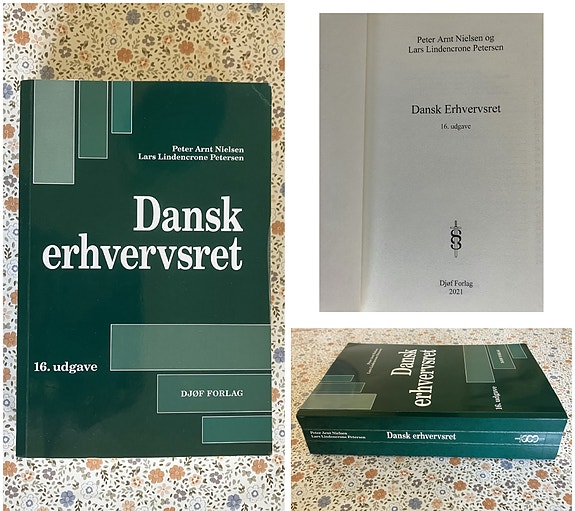 Peter Arnt Nielsen
Lars Lindencrone Petersen
Dansk
erhvervsret
16. udgave
DJØF FORLAG
Peter Arnt Nielsen og
Lars Lindencrone Petersen
Dansk Erhvervsret
16. udgave
Djøf Forlag
2021
Dansk
erhvervsret
16. udgave
Peter Arnt Nielsen
Lars Lindencrone Petersen
Dansk erhvervsret